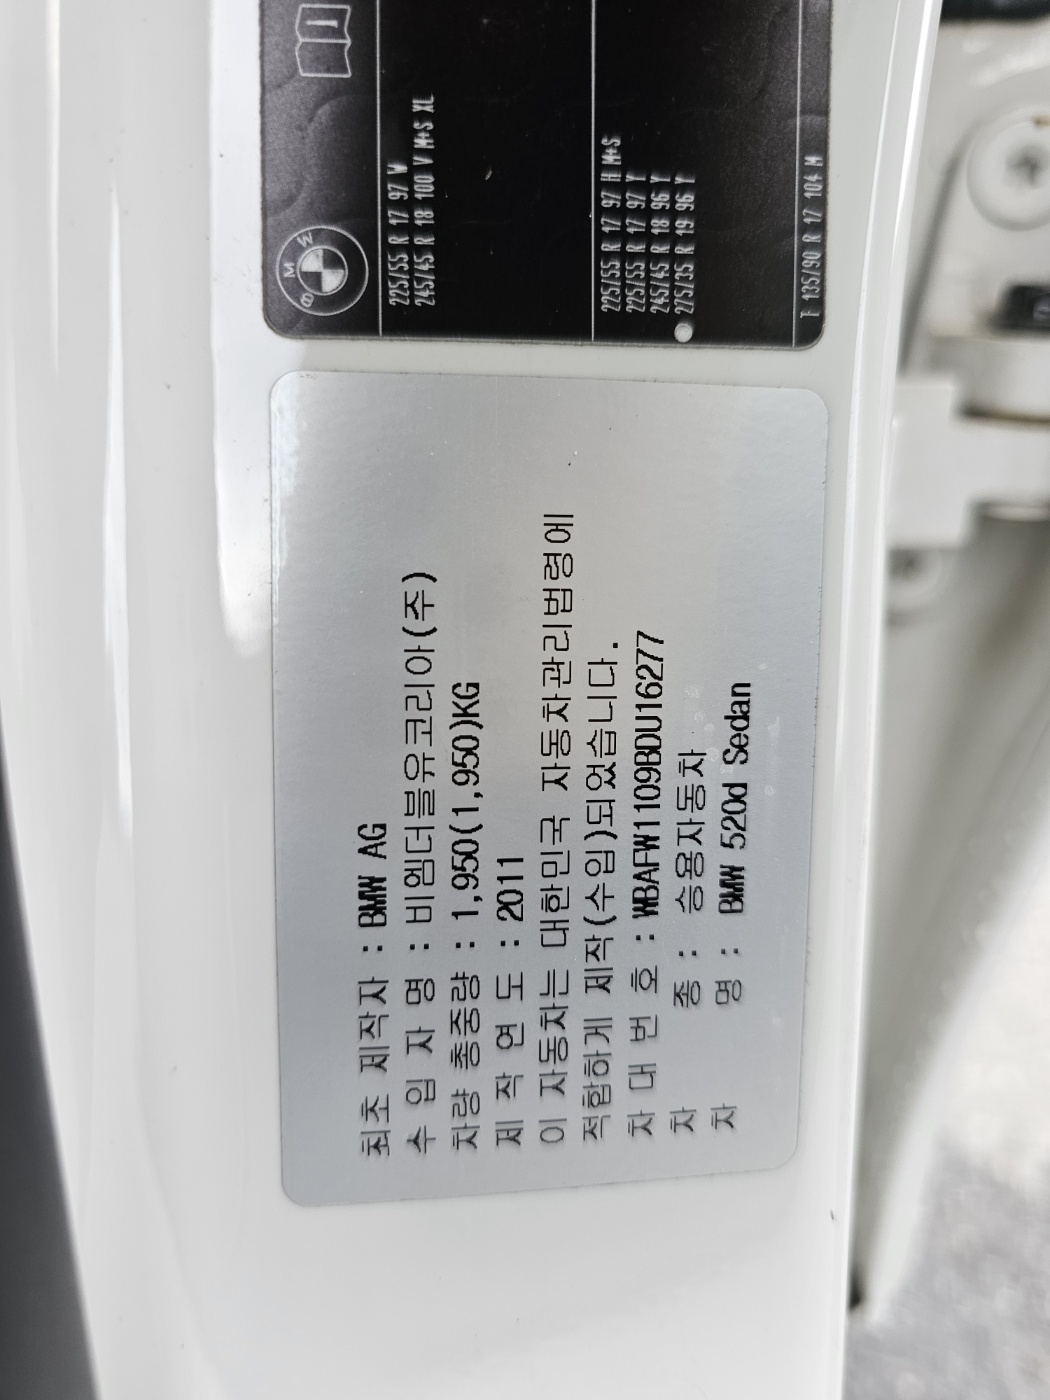 BMW
225/55 R 17 97 W
245/45 R 18 100 V M+S XL
225/55 R 17 97 H M+S
225/55 R 17 97 Y
245/45 R 18 96 Y
275/35 R 19 96 Y
T 135/90 R 17 104 M
최초 제작자 : BMW AG
수 입 자 명 : 비엠더블유코리아(주)
차량 총중량 : 1,950(1,950)KG
제 작 연 도 : 2011
이 자동차는 대한민국 자동차관리법령에
적합하게 제작(수입)되었습니다.
차 대 번 호 : WBAFW1109BDU16277
차 종 : 승용자동차
차 명 : BMW 520d Sedan